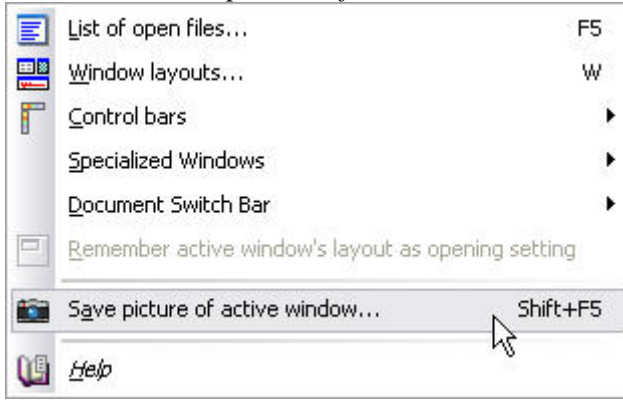 List of open files... F5
Window layouts... W
Control bars
Specialized Windows
Document Switch Bar
Remember active window's layout as opening setting
Save picture of active window... Shift+F5
Help